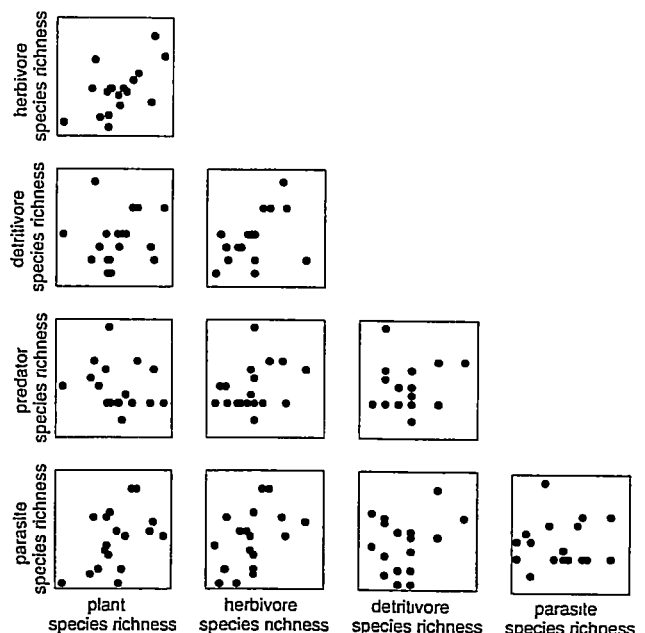 herbivore
species richness
detritivore
species richness
predator
species richness
parasite
species richness
plant
species richness
herbivore
species nchness
detritivore
species richness
parasite
species richness